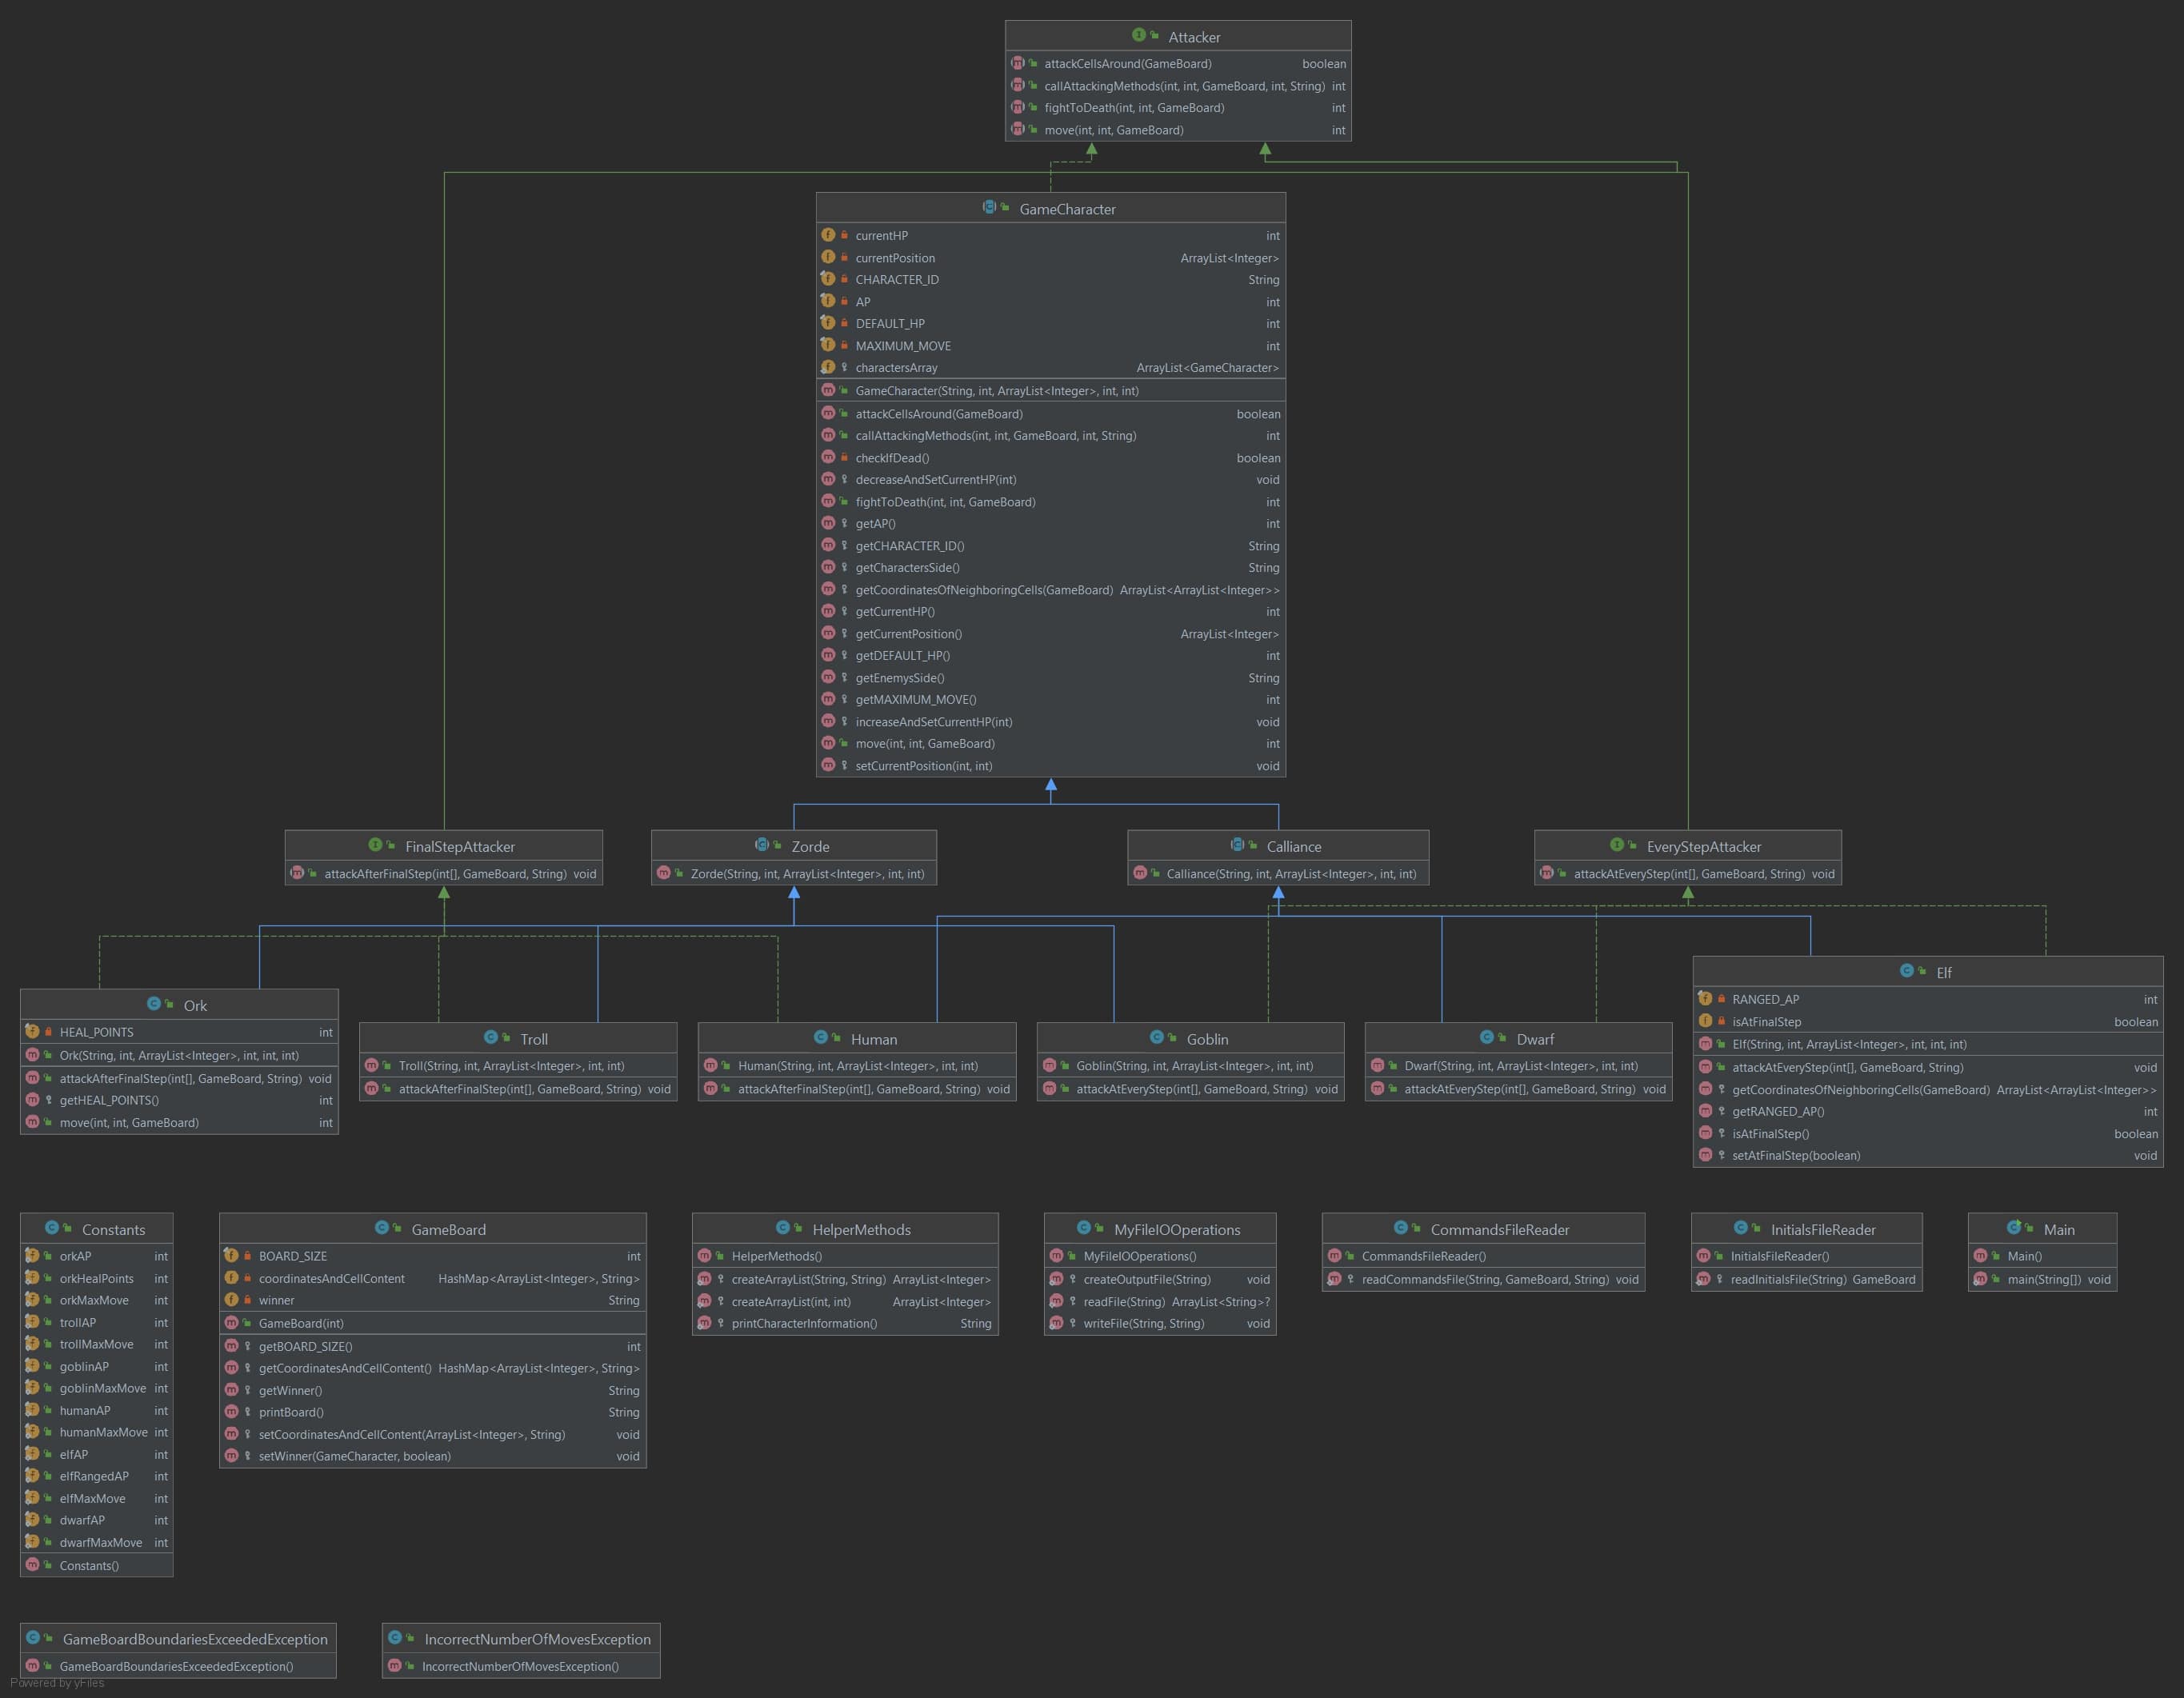 Attacker
attackCellsAround(GameBoard) boolean
callAttackingMethods(int, int, GameBoard, int, String) int
fightToDeath(int, int, GameBoard) int
move(int, int, GameBoard) int
GameCharacter
currentHP int
currentPosition ArrayList<Integer>
CHARACTER_ID String
AP int
DEFAULT_HP int
MAXIMUM_MOVE int
charactersArray ArrayList<GameCharacter>
GameCharacter(String, int, ArrayList<Integer>, int, int)
attackCellsAround(GameBoard) boolean
callAttackingMethods(int, int, GameBoard, int, String) int
checkIfDead() boolean
decreaseAndSetCurrentHP(int) void
fightToDeath(int, int, GameBoard) int
getAP() int
getCHARACTER_ID() String
getCharactersSide() String
getCoordinatesOfNeighboringCells(GameBoard) ArrayList<ArrayList<Integer>>
getCurrentHP() int
getCurrentPosition() ArrayList<Integer>
getDEFAULT_HP() int
getEnemysSide() String
getMAXIMUM_MOVE() int
increaseAndSetCurrentHP(int) void
move(int, int, GameBoard) int
setCurrentPosition(int, int) void
FinalStepAttacker
attackAfterFinalStep(int[], GameBoard, String) void
Zorde
Zorde(String, int, ArrayList<Integer>, int, int)
Calliance
Calliance(String, int, ArrayList<Integer>, int, int)
EveryStepAttacker
attackAtEveryStep(int[], GameBoard, String) void
Ork
HEAL_POINTS int
Ork(String, int, ArrayList<Integer>, int, int, int)
attackAfterFinalStep(int[], GameBoard, String) void
getHEAL_POINTS() int
move(int, int, GameBoard) int
Troll
Troll(String, int, ArrayList<Integer>, int, int)
attackAfterFinalStep(int[], GameBoard, String) void
Human
Human(String, int, ArrayList<Integer>, int, int)
attackAfterFinalStep(int[], GameBoard, String) void
Goblin
Goblin(String, int, ArrayList<Integer>, int, int)
attackAtEveryStep(int[], GameBoard, String) void
Dwarf
Dwarf(String, int, ArrayList<Integer>, int, int)
attackAtEveryStep(int[], GameBoard, String) void
Elf
RANGED_AP int
isAtFinalStep boolean
Elf(String, int, ArrayList<Integer>, int, int, int)
attackAtEveryStep(int[], GameBoard, String) void
getCoordinatesOfNeighboringCells(GameBoard) ArrayList<ArrayList<Integer>>
getRANGED_AP() int
isAtFinalStep() boolean
setAtFinalStep(boolean) void
Constants
orkAP int
orkHealPoints int
orkMaxMove int
trollAP int
trollMaxMove int
goblinAP int
goblinMaxMove int
humanAP int
humanMaxMove int
elfAP int
elfRangedAP int
elfMaxMove int
dwarfAP int
dwarfMaxMove int
Constants()
GameBoard
BOARD_SIZE int
coordinatesAndCellContent HashMap<ArrayList<Integer>, String>
winner String
GameBoard(int)
getBOARD_SIZE() int
getCoordinatesAndCellContent() HashMap<ArrayList<Integer>, String>
getWinner() String
printBoard() String
setCoordinatesAndCellContent(ArrayList<Integer>, String) void
setWinner(GameCharacter, boolean) void
HelperMethods
HelperMethods()
createArrayList(String, String) ArrayList<Integer>
createArrayList(int, int) ArrayList<Integer>
printCharacterInformation() String
MyFileIOOperations
MyFileIOOperations()
createOutputFile(String) void
readFile(String) ArrayList<String>?
writeFile(String, String) void
CommandsFileReader
CommandsFileReader()
readCommandsFile(String, GameBoard, String) void
InitialsFileReader
InitialsFileReader()
readInitialsFile(String) GameBoard
Main
Main()
main(String[]) void
GameBoardBoundariesExceededException
GameBoardBoundariesExceededException()
IncorrectNumberOfMovesException
IncorrectNumberOfMovesException()
Powered by yFiles